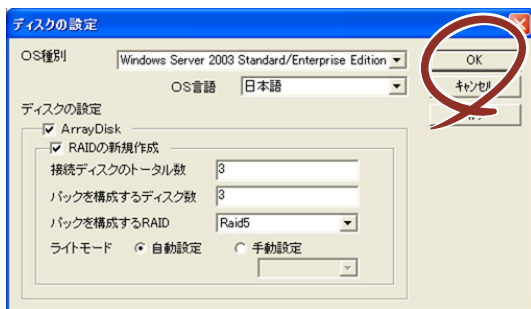 ディスクの設定
OS種別
Windows Server 2003 Standard/Enterprise Edition
OK
OS言語
日本語
キャンセル
ディスクの設定
ArrayDisk
RAIDの新規作成
接続ディスクのトータル数
3
パックを構成するディスク数
3
パックを構成するRAID
Raid5
ライトモード
自動設定
手動設定